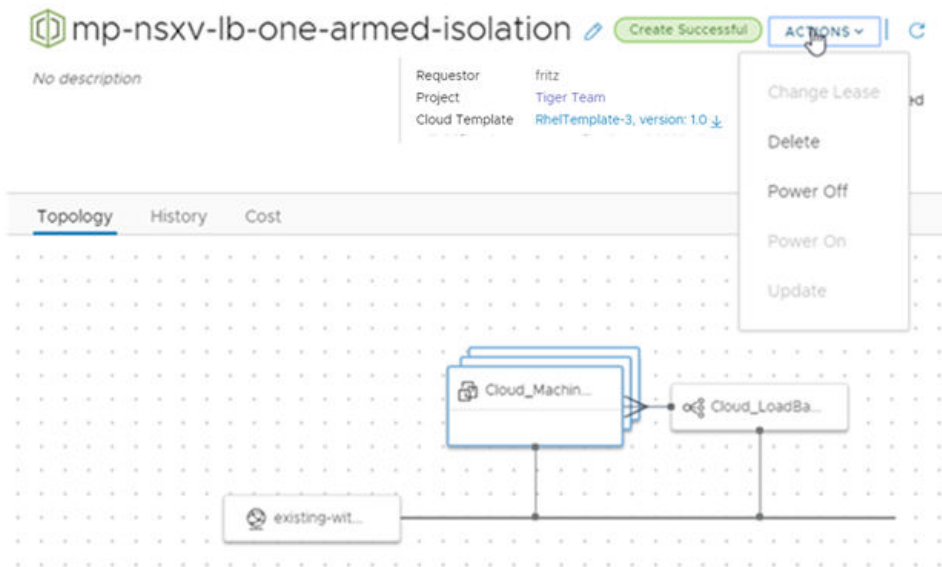 mp-nsxv-lb-one-armed-isolation Create Successful ACTIONS
No description
Requestor fritz
Project Tiger Team
Cloud Template RhelTemplate-3, version: 1.0
Change Lease
Delete
Power Off
Power On
Update
Topology History Cost
Cloud_Machin...
Cloud_LoadBa...
existing-wit...